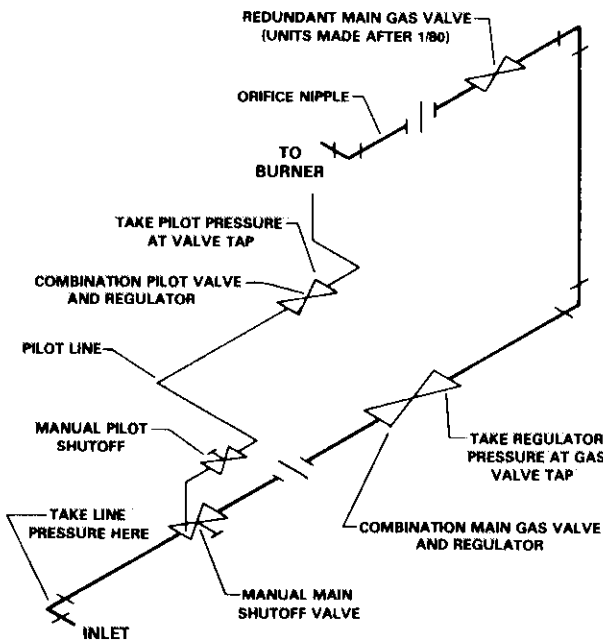 REDUNDANT MAIN GAS VALVE
(UNITS MADE AFTER 1/80)
ORIFICE NIPPLE
TO
BURNER
TAKE PILOT PRESSURE
AT VALVE TAP
COMBINATION PILOT VALVE
AND REGULATOR
PILOT LINE
MANUAL PILOT
SHUTOFF
TAKE REGULATOR
PRESSURE AT GAS
VALVE TAP
TAKE LINE
PRESSURE HERE
COMBINATION MAIN GAS VALVE
AND REGULATOR
MANUAL MAIN
SHUTOFF VALVE
INLET